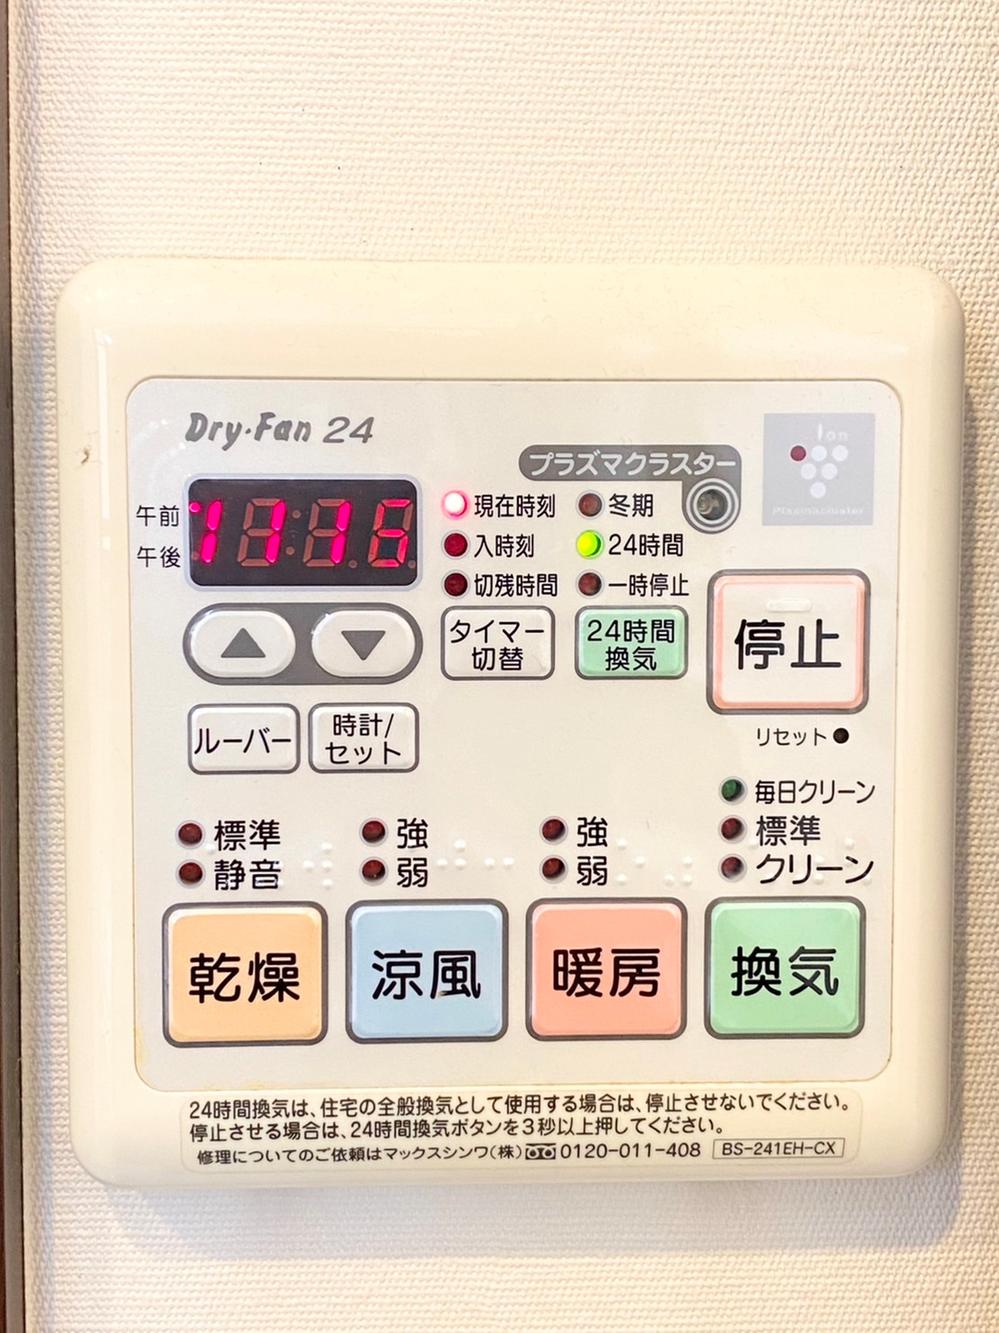 Dry・Fan 24
Ion
Plasmacluster
プラズマクラスター
午前
午後
11:15
現在時刻
入時刻
切残時間
冬期
24時間
一時停止
タイマー
切替
24時間
換気
停止
リセット
ルーバー
時計/
セット
標準
静音
強
弱
強
弱
毎日クリーン
標準
クリーン
乾燥
涼風
暖房
換気
24時間換気は、住宅の全般換気として使用する場合は、停止させないでください。
停止させる場合は、24時間換気ボタンを3秒以上押してください。
修理についてのご依頼はマックスシンワ(株) 0120-011-408 BS-241EH-CX